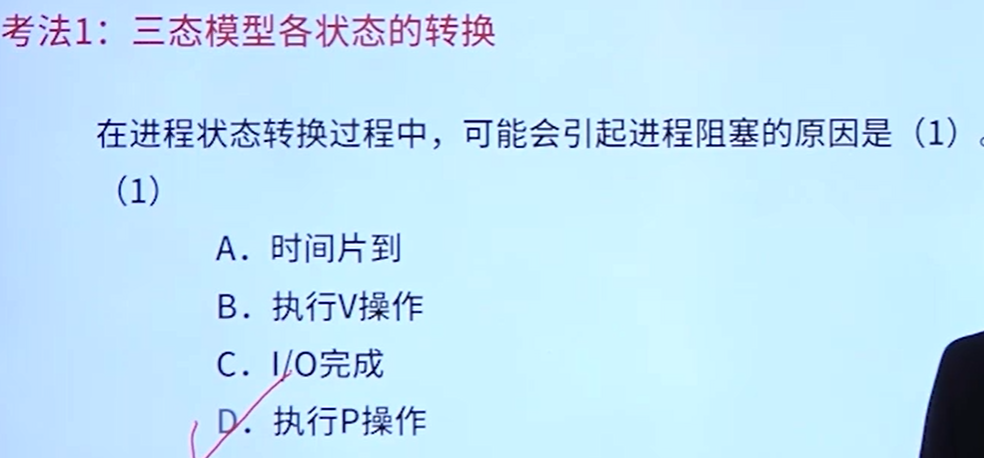 考法1：三态模型各状态的转换
在进程状态转换过程中，可能会引起进程阻塞的原因是（1）。
（1）
A．时间片到
B．执行V操作
C．I/O完成
D．执行P操作